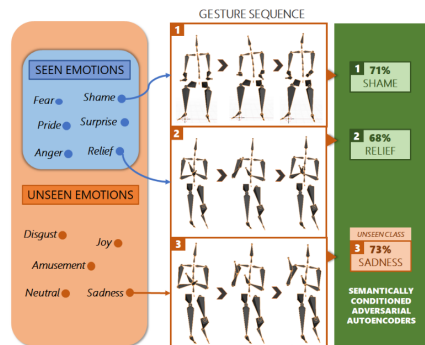 GESTURE SEQUENCE
SEEN EMOTIONS
Fear
Shame
Pride
Surprise
Anger
Relief
UNSEEN EMOTIONS
Disgust
Joy
Amusement
Neutral
Sadness
1
2
3
1 71%
SHAME
2 68%
RELIEF
UNSEEN CLASS
3 73%
SADNESS
SEMANTICALLY
CONDITIONED
ADVERSARIAL
AUTOENCODERS